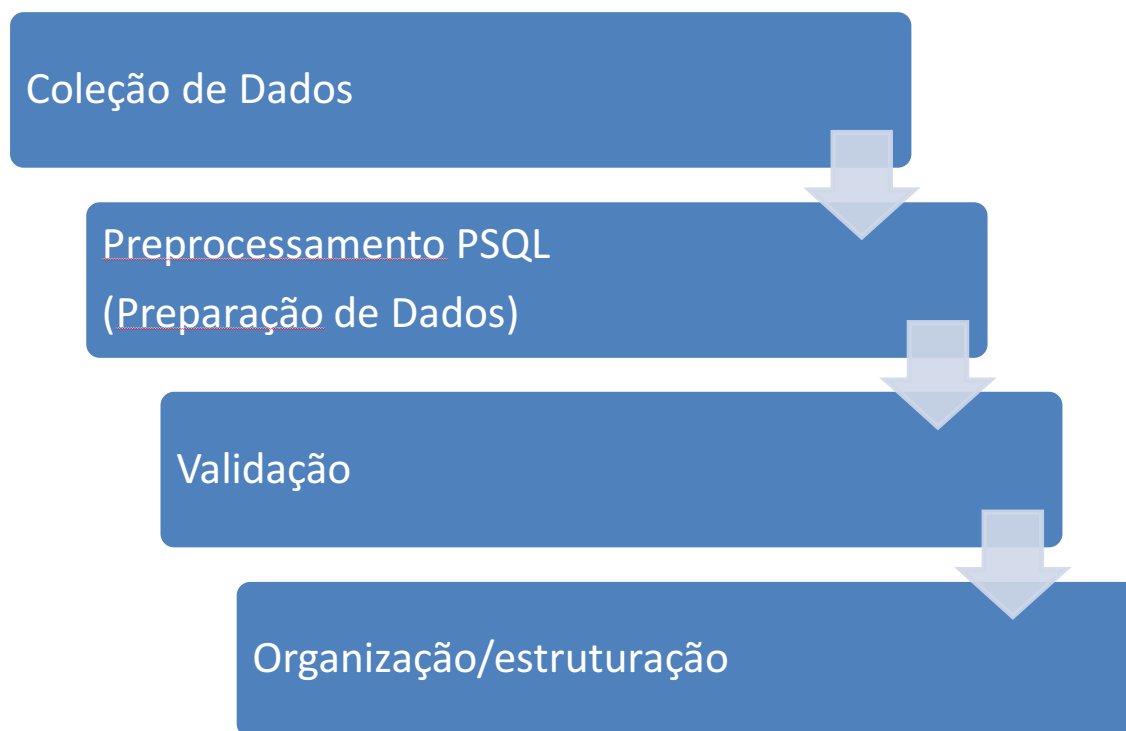 Coleção de Dados
Preprocessamento PSQL
(Preparação de Dados)
Validação
Organização/estruturação